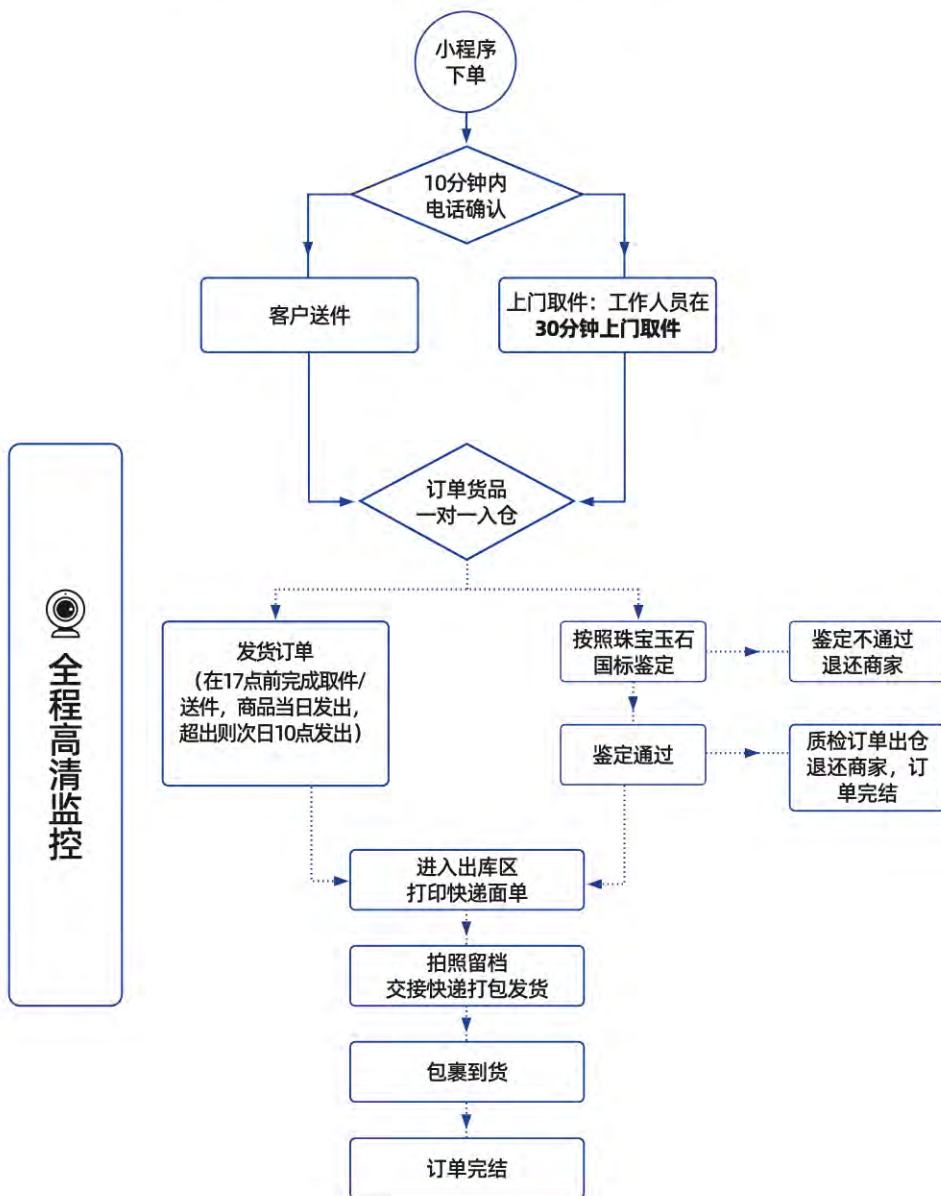 小程序
下单
10分钟内
电话确认
客户送件
上门取件：工作人员在
30分钟上门取件
订单货品
一对一入仓
全程高清监控
发货订单
（在17点前完成取件/
送件，商品当日发出，
超出则次日10点发出）
按照珠宝玉石
国标鉴定
鉴定不通过
退还商家
鉴定通过
质检订单出仓
退还商家，订
单完结
进入出库区
打印快递面单
拍照留档
交接快递打包发货
包裹到货
订单完结